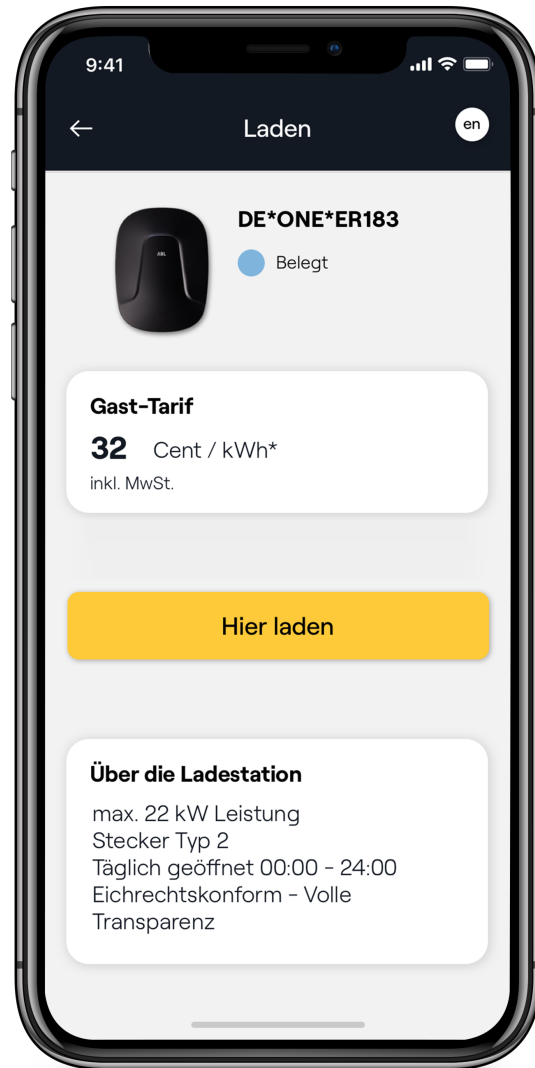 9:41
Laden
en
ABL
DE*ONE*ER183
Belegt
Gast-Tarif
32 Cent / kWh*
inkl. MwSt.
Hier laden
Über die Ladestation
max. 22 kW Leistung
Stecker Typ 2
Täglich geöffnet 00:00 - 24:00
Eichrechtskonform - Volle
Transparenz